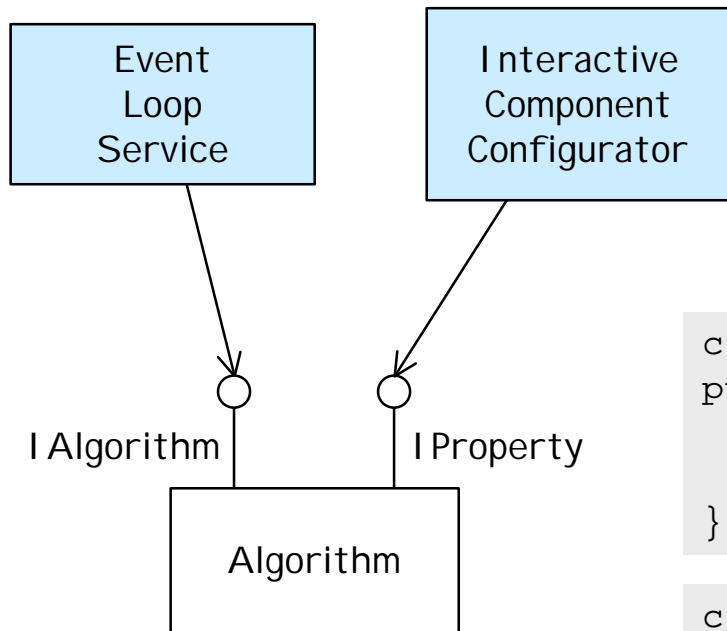 Event
Loop
Service
Interactive
Component
Configurator
IAlgorithm
IProperty
Algorithm
c
}
c